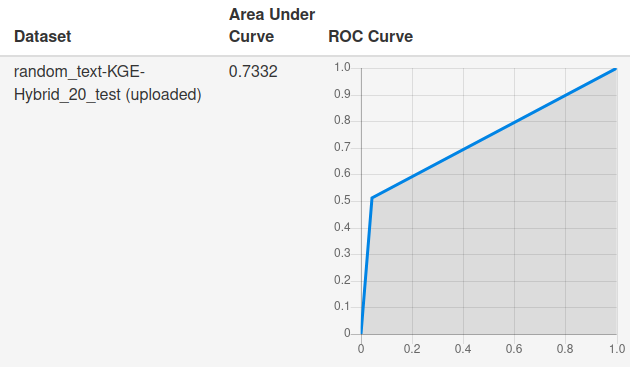 Dataset
Area Under
Curve
ROC Curve
random_text-KGE-
Hybrid_20_test (uploaded)
0.7332
1.0
0.9
0.8
0.7
0.6
0.5
0.4
0.3
0.2
0.1
0
0 0.2 0.4 0.6 0.8 1.0